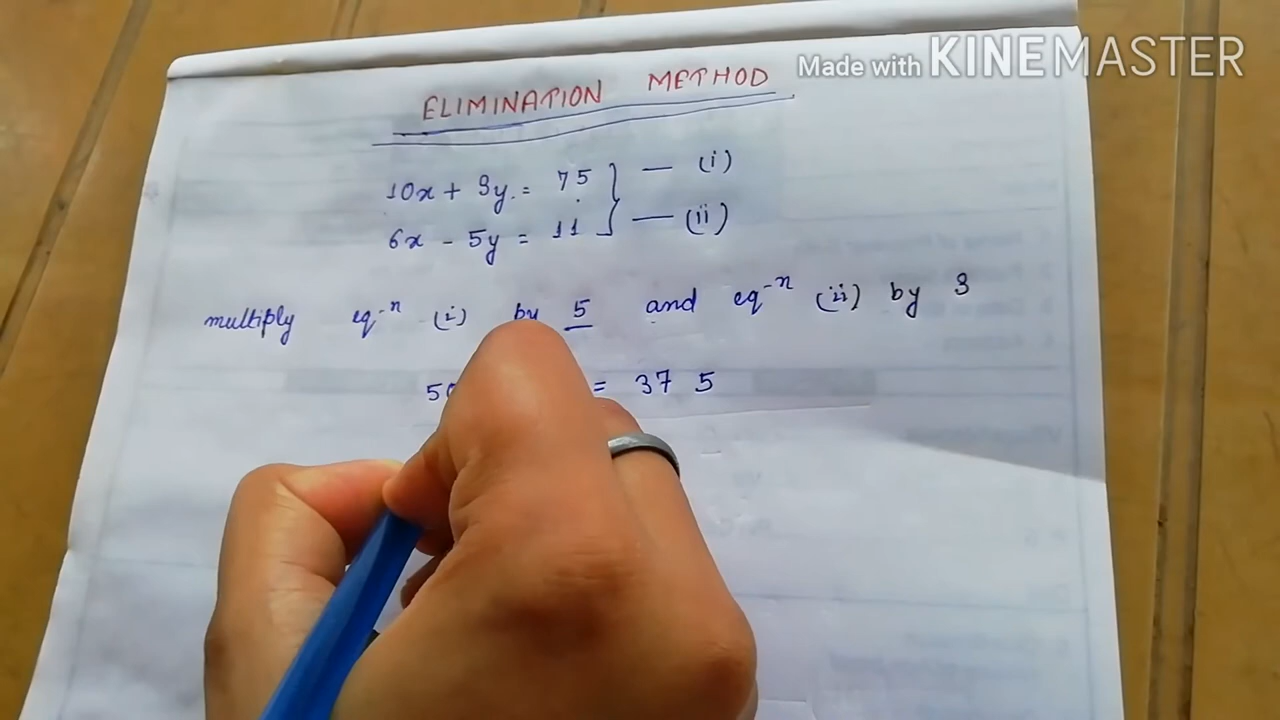 Made with KINEMASTER
ELIMINATION METHOD
10x + 3y = 75 } — (i)
6x - 5y = 11 } — (ii)
multiply eq-n (i) by 5 and eq-n (ii) by 3
= 375